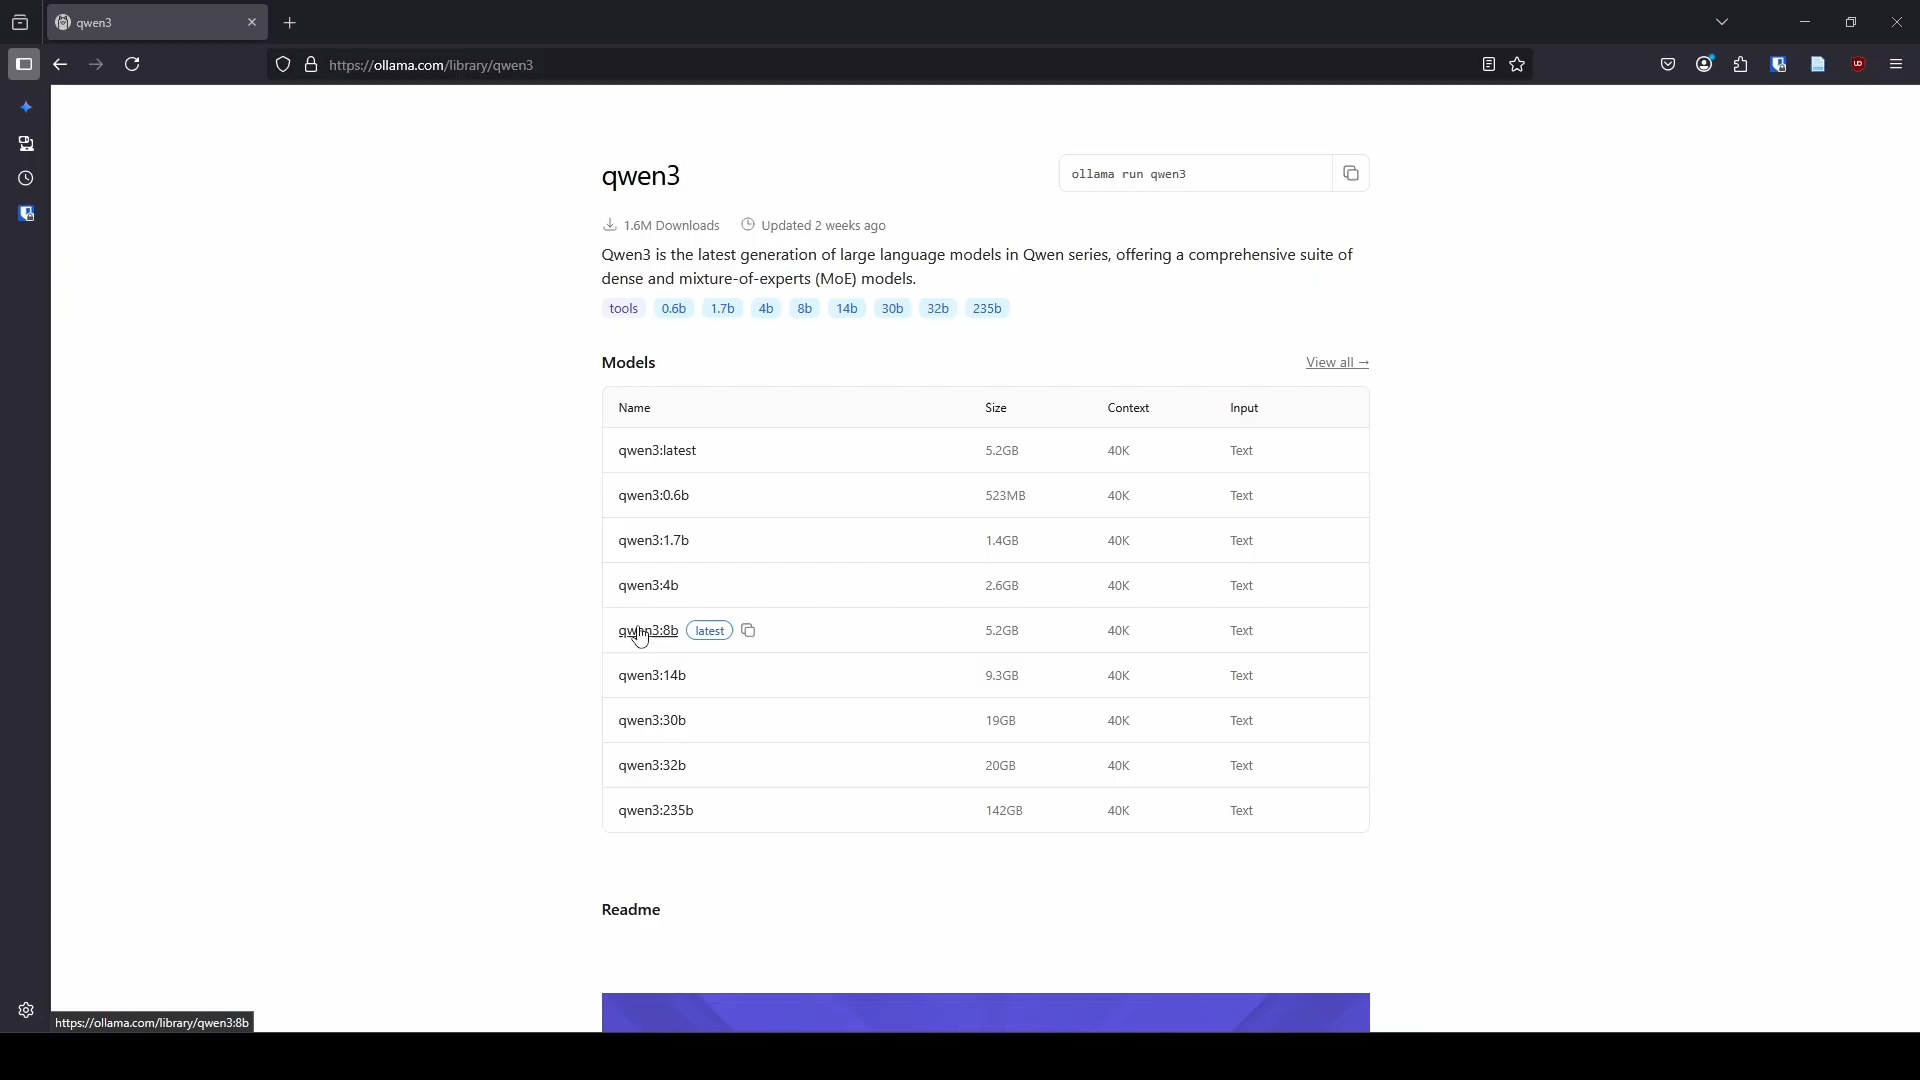 qwen3
https://ollama.com/library/qwen3
qwen3
ollama run qwen3
1.6M Downloads Updated 2 weeks ago
Qwen3 is the latest generation of large language models in Qwen series, offering a comprehensive suite of
dense and mixture-of-experts (MoE) models.
tools 0.6b 1.7b 4b 8b 14b 30b 32b 235b
Models View all →
Name Size Context Input
qwen3:latest 5.2GB 40K Text
qwen3:0.6b 523MB 40K Text
qwen3:1.7b 1.4GB 40K Text
qwen3:4b 2.6GB 40K Text
qwen3:8b latest 5.2GB 40K Text
qwen3:14b 9.3GB 40K Text
qwen3:30b 19GB 40K Text
qwen3:32b 20GB 40K Text
qwen3:235b 142GB 40K Text
Readme
https://ollama.com/library/qwen3:8b